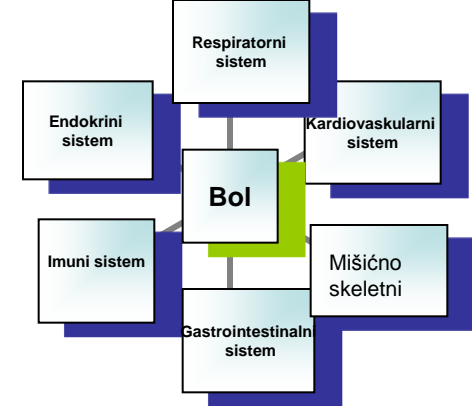 Respiratorni
sistem
Endokrini
sistem
Kardiovaskularni
sistem
Bol
Imuni sistem
Mišićno
skeletni
Gastrointestinalni
sistem